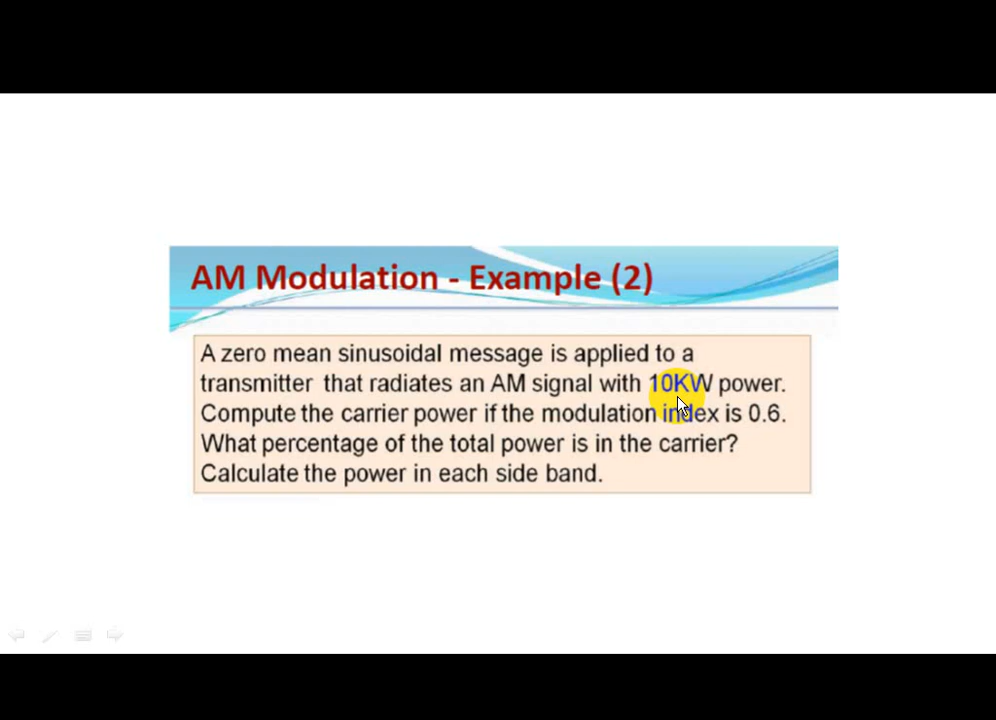 AM Modulation - Example (2)
A zero mean sinusoidal message is applied to a
transmitter that radiates an AM signal with 10KW power.
Compute the carrier power if the modulation index is 0.6.
What percentage of the total power is in the carrier?
Calculate the power in each side band.